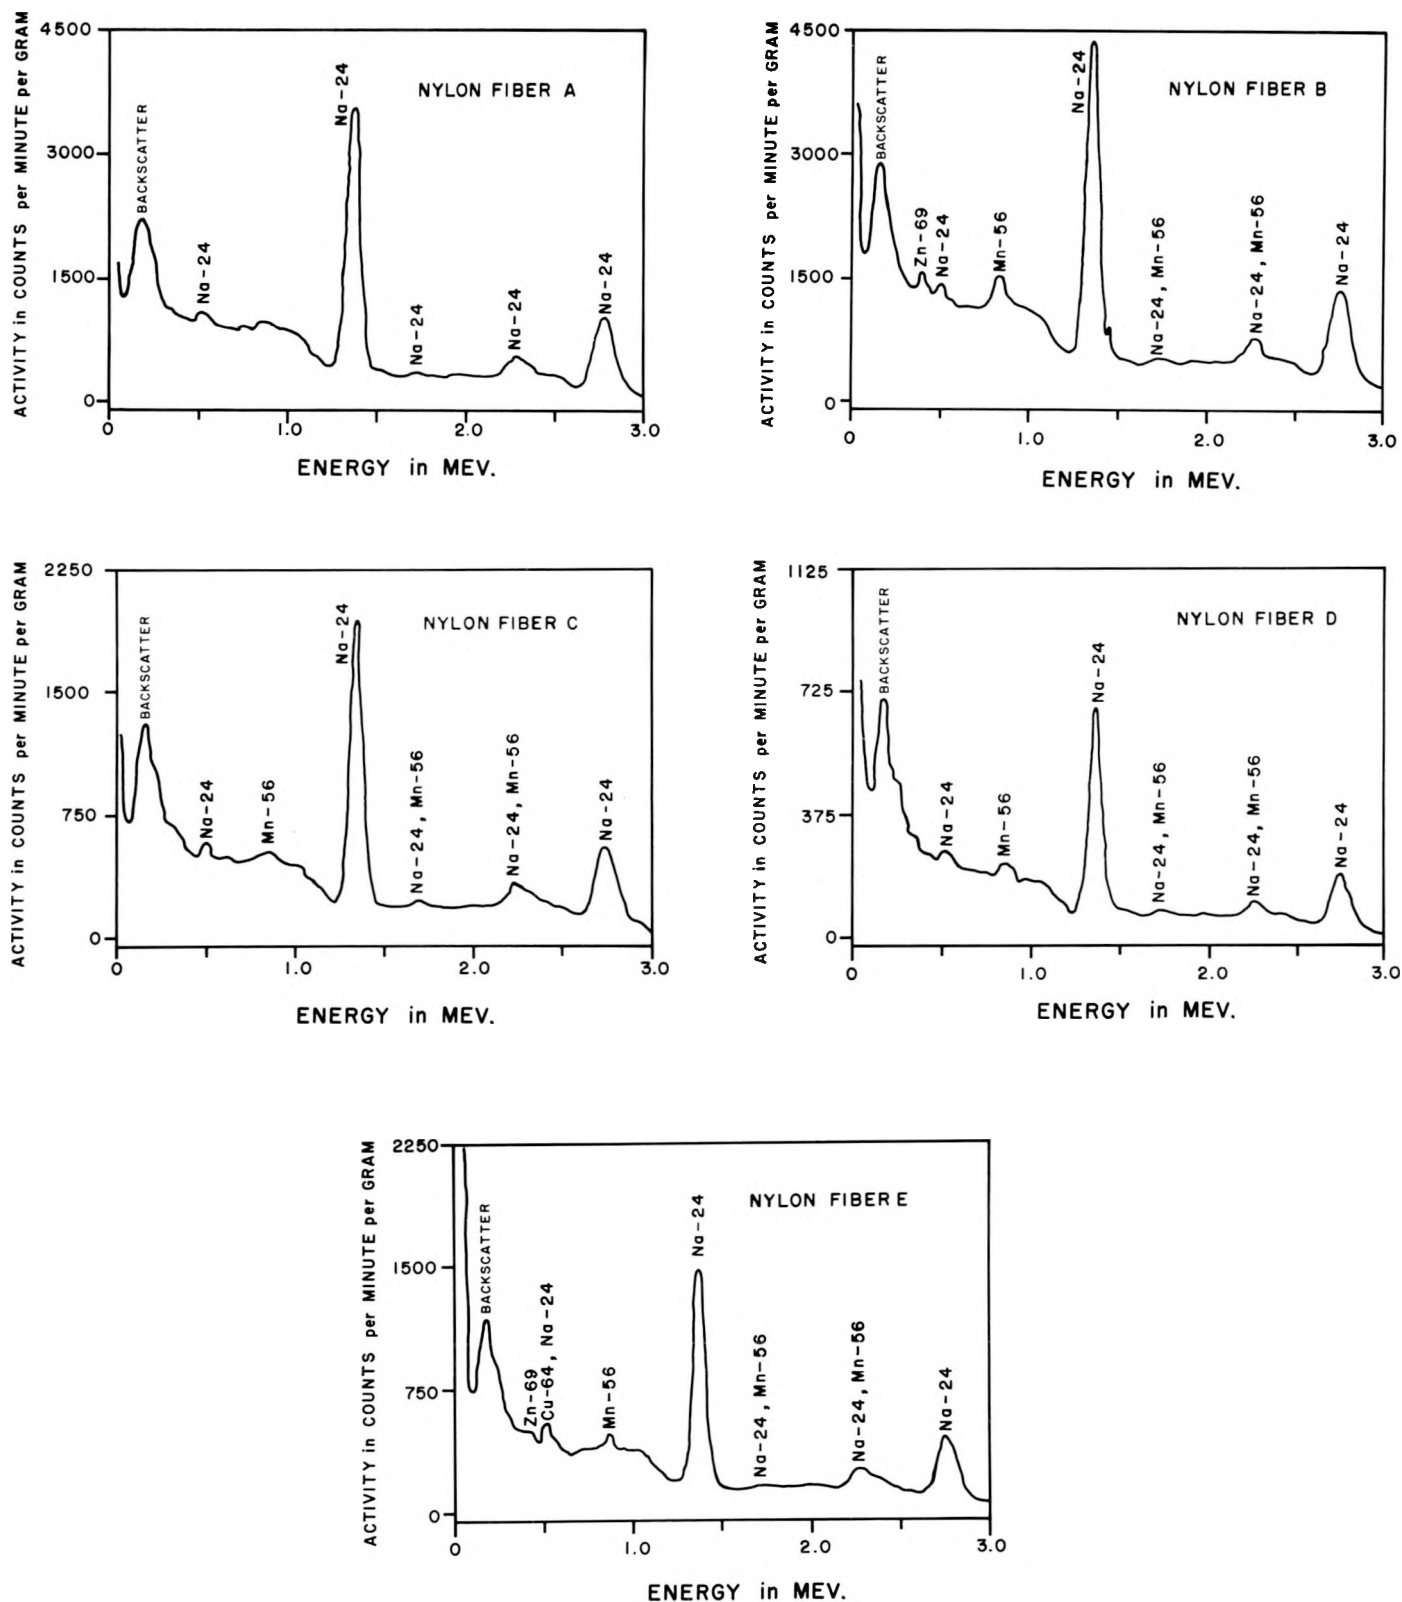 ACTIVITY in COUNTS per MINUTE per GRAM
4500
3000
1500
0
NYLON FIBER A
BACKSCATTER
Na-24
Na-24
Na-24
Na-24
Na-24
0
1.0
2.0
3.0
ENERGY in MEV.
ACTIVITY in COUNTS per MINUTE per GRAM
4500
3000
1500
0
NYLON FIBER B
BACKSCATTER
Zn-69
Na-24
Mn-56
Na-24
Na-24, Mn-56
Na-24, Mn-56
Na-24
0
1.0
2.0
3.0
ENERGY in MEV.
ACTIVITY in COUNTS per MINUTE per GRAM
2250
1500
750
0
NYLON FIBER C
BACKSCATTER
Na-24
Mn-56
Na-24
Na-24, Mn-56
Na-24, Mn-56
Na-24
0
1.0
2.0
3.0
ENERGY in MEV.
ACTIVITY in COUNTS per MINUTE per GRAM
1125
725
375
0
NYLON FIBER D
BACKSCATTER
Na-24
Mn-56
Na-24
Na-24, Mn-56
Na-24, Mn-56
Na-24
0
1.0
2.0
3.0
ENERGY in MEV.
ACTIVITY in COUNTS per MINUTE per GRAM
2250
1500
750
0
NYLON FIBER E
BACKSCATTER
Zn-69
Cu-64, Na-24
Mn-56
Na-24
Na-24, Mn-56
Na-24, Mn-56
Na-24
0
1.0
2.0
3.0
ENERGY in MEV.